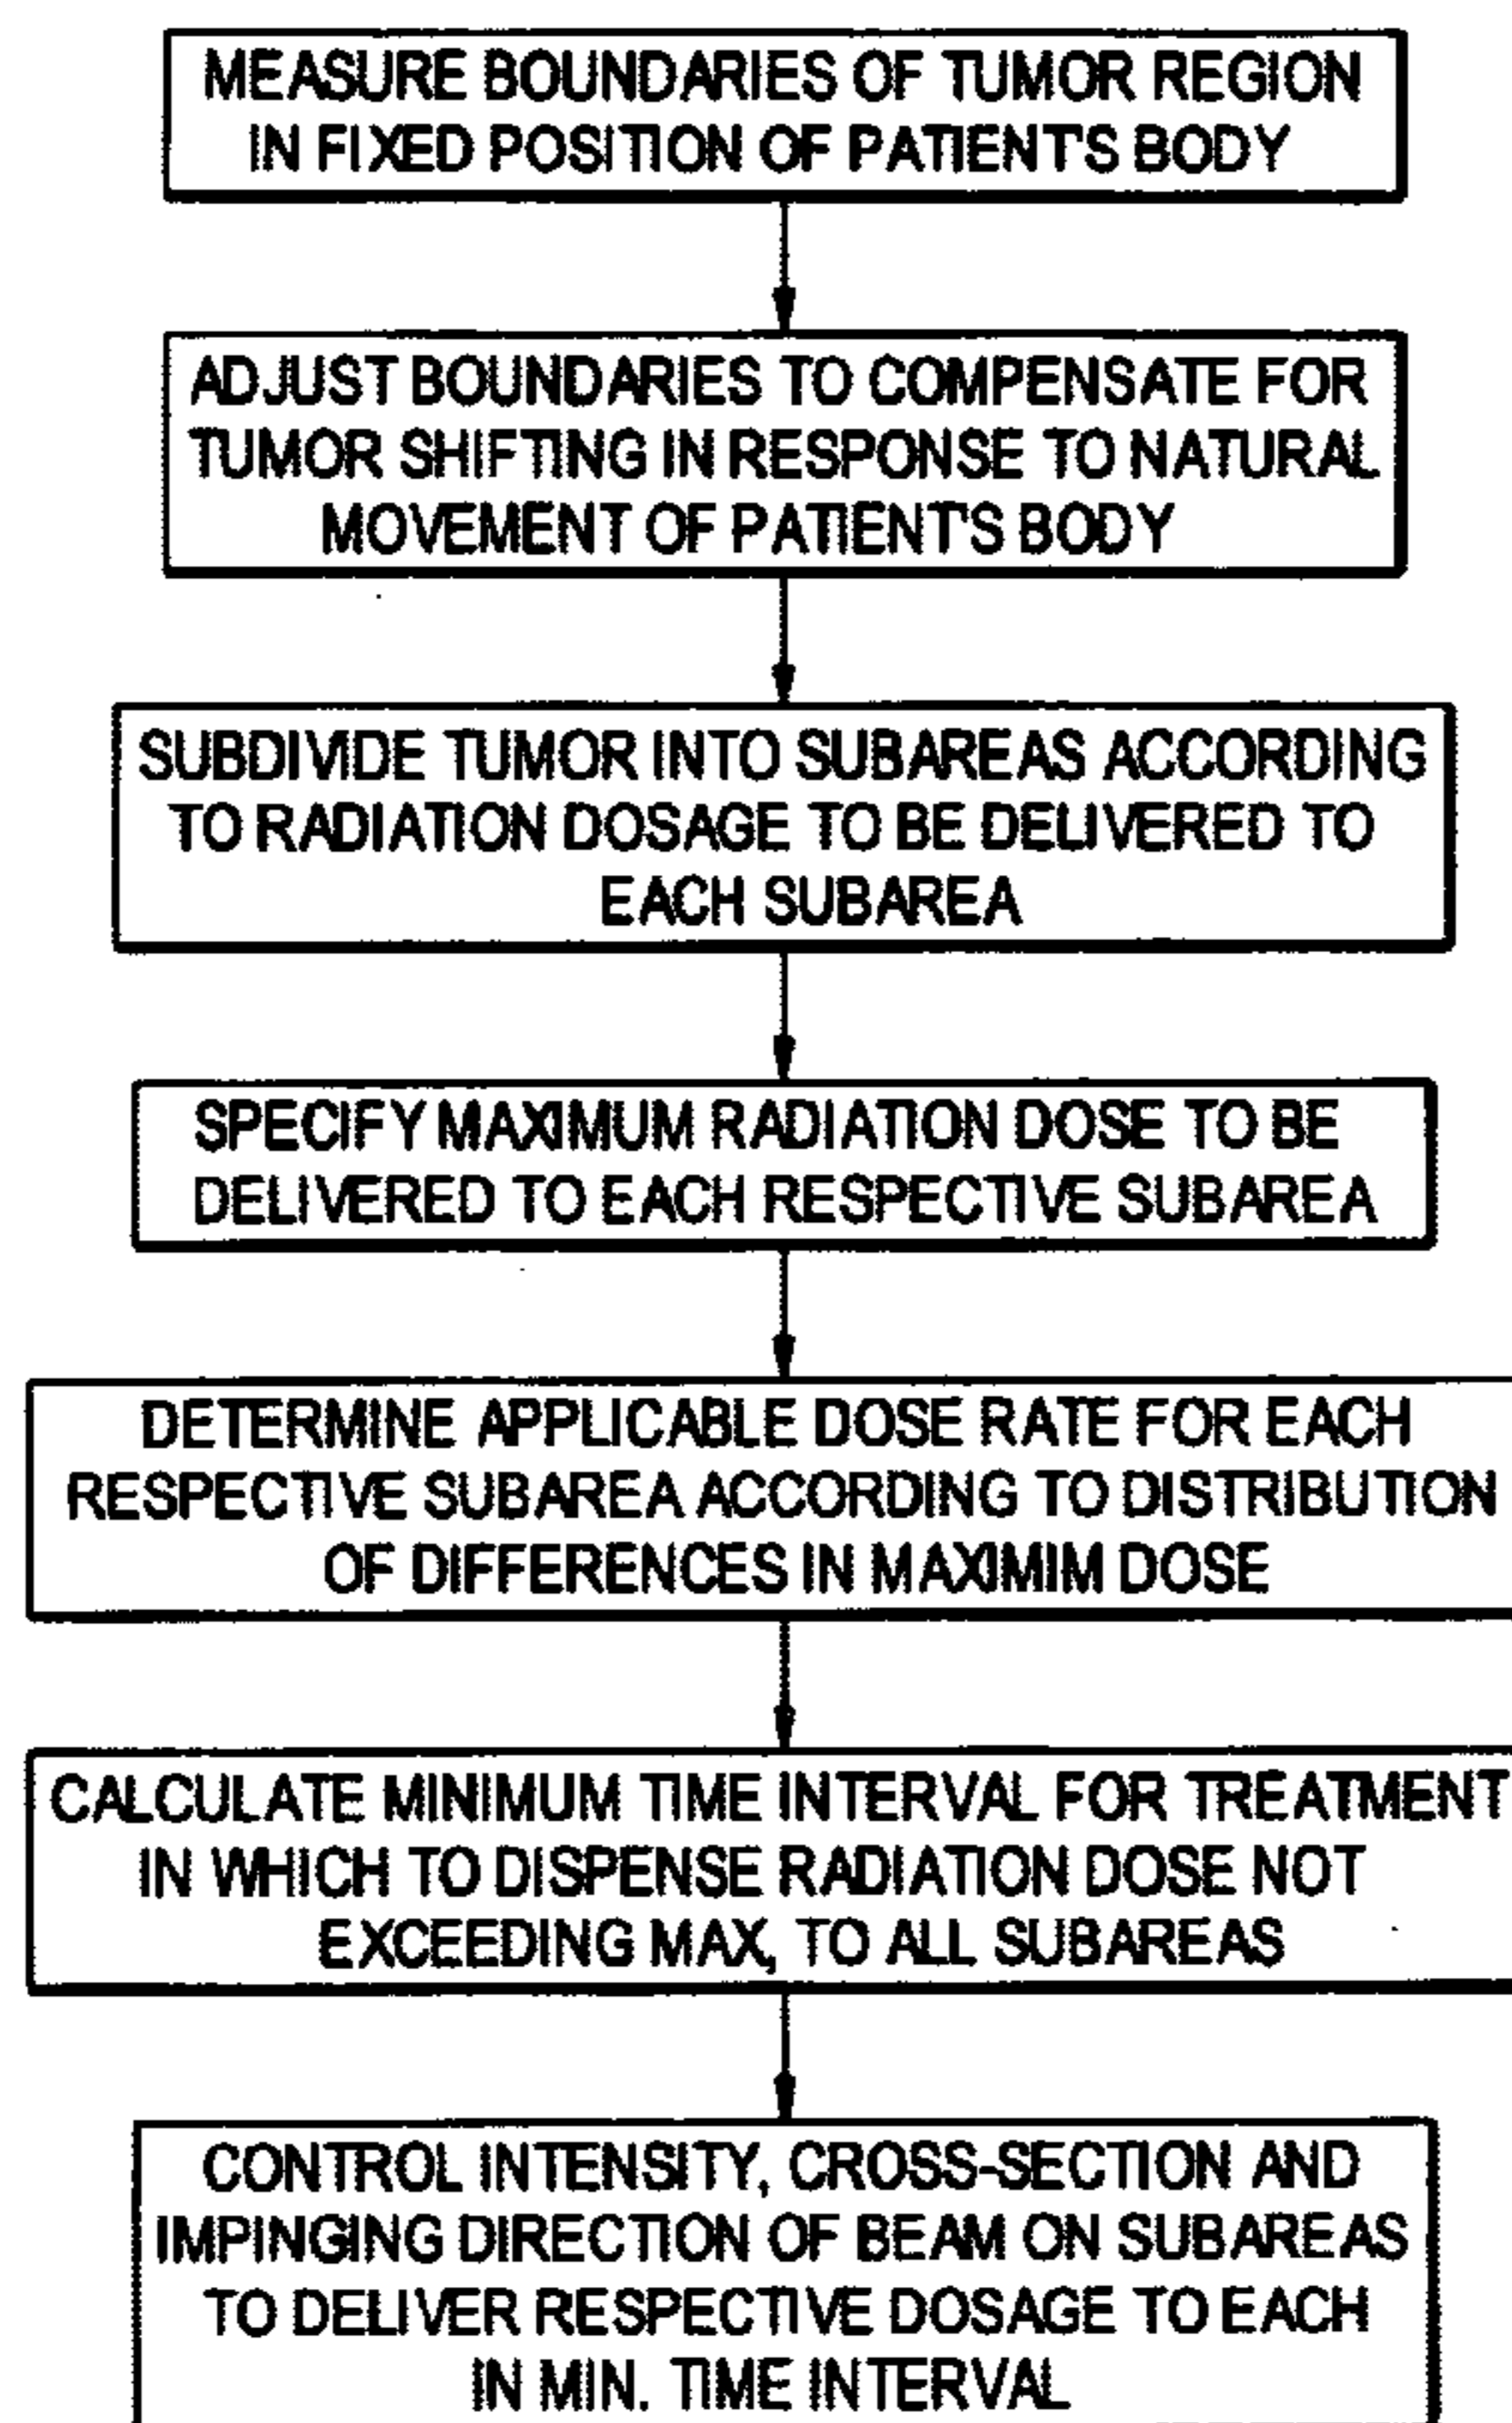 MEASURE BOUNDARIES OF TUMOR REGION
IN FIXED POSITION OF PATIENT'S BODY
ADJUST BOUNDARIES TO COMPENSATE FOR
TUMOR SHIFTING IN RESPONSE TO NATURAL
MOVEMENT OF PATIENT'S BODY
SUBDIVIDE TUMOR INTO SUBAREAS ACCORDING
TO RADIATION DOSAGE TO BE DELIVERED TO
EACH SUBAREA
SPECIFY MAXIMUM RADIATION DOSE TO BE
DELIVERED TO EACH RESPECTIVE SUBAREA
DETERMINE APPLICABLE DOSE RATE FOR EACH
RESPECTIVE SUBAREA ACCORDING TO DISTRIBUTION
OF DIFFERENCES IN MAXIMIM DOSE
CALCULATE MINIMUM TIME INTERVAL FOR TREATMENT
IN WHICH TO DISPENSE RADIATION DOSE NOT
EXCEEDING MAX, TO ALL SUBAREAS
CONTROL INTENSITY, CROSS-SECTION AND
IMPINGING DIRECTION OF BEAM ON SUBAREAS
TO DELIVER RESPECTIVE DOSAGE TO EACH
IN MIN. TIME INTERVAL